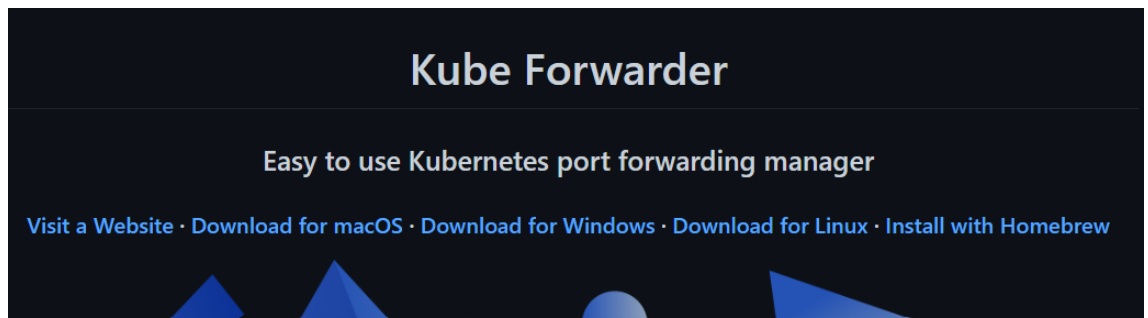 Kube Forwarder
Easy to use Kubernetes port forwarding manager
Visit a Website · Download for macOS · Download for Windows · Download for Linux · Install with Homebrew